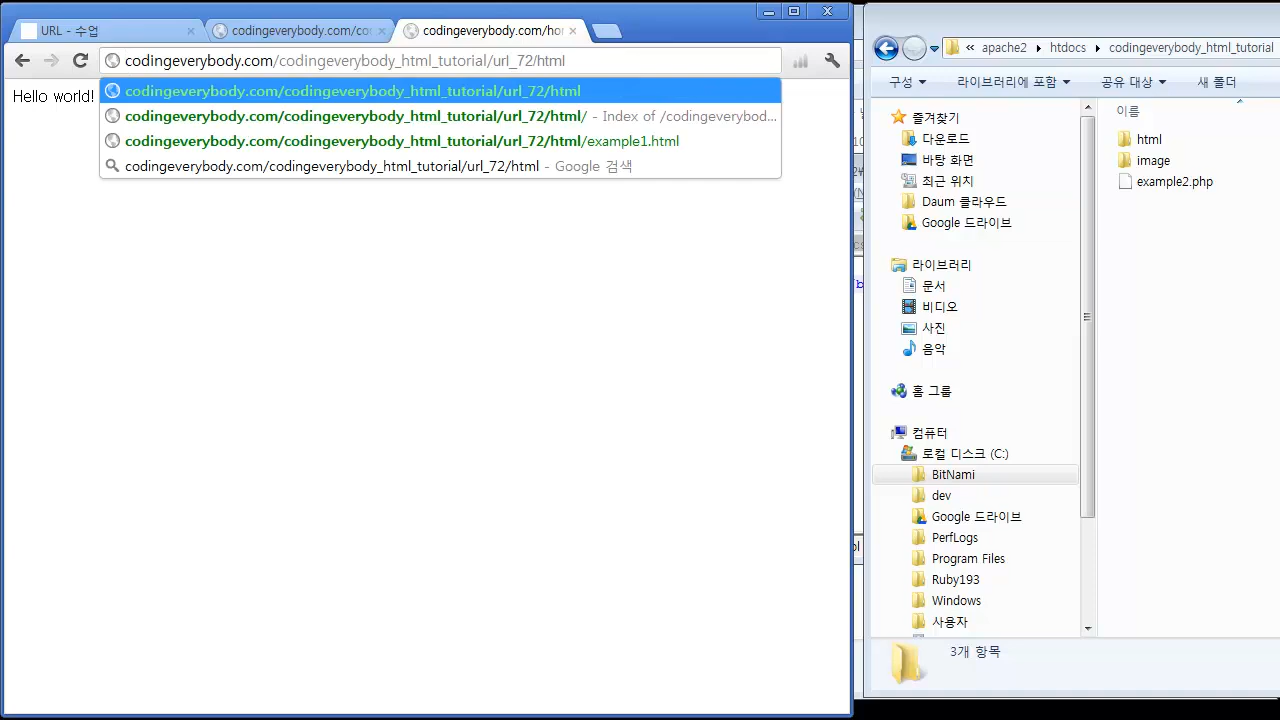 URL - 수업
codingeverybody.com/co
codingeverybody.com/ho
codingeverybody.com/codingeverybody_html_tutorial/url_72/html
Hello world!
codingeverybody.com/codingeverybody_html_tutorial/url_72/html
codingeverybody.com/codingeverybody_html_tutorial/url_72/html/ - Index of /codingeverybod...
codingeverybody.com/codingeverybody_html_tutorial/url_72/html/example1.html
codingeverybody.com/codingeverybody_html_tutorial/url_72/html - Google 검색
« apache2 ▸ htdocs ▸ codingeverybody_html_tutorial
구성 라이브러리에 포함 공유 대상 새 폴더
즐겨찾기
다운로드
바탕 화면
최근 위치
Daum 클라우드
Google 드라이브
라이브러리
문서
비디오
사진
음악
홈 그룹
컴퓨터
로컬 디스크 (C:)
BitNami
dev
Google 드라이브
PerfLogs
Program Files
Ruby193
Windows
사용자
이름
html
image
example2.php
3개 항목